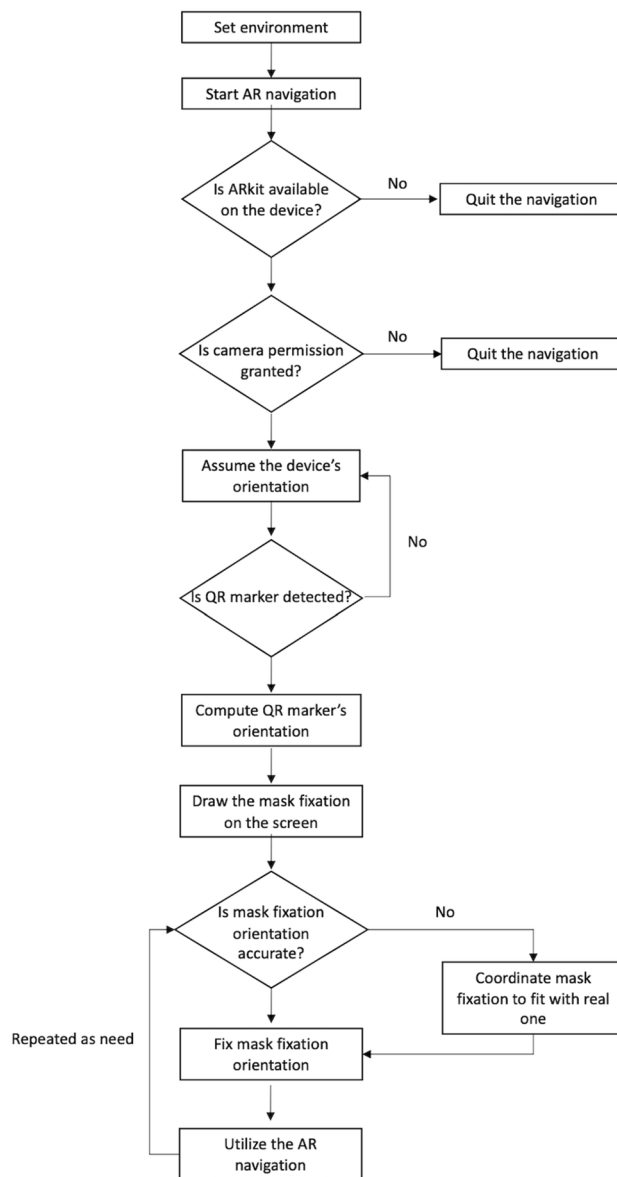 Set environment
Start AR navigation
Is ARkit available
on the device?
No
Quit the navigation
Is camera permission
granted?
No
Quit the navigation
Assume the device's
orientation
No
Is QR marker detected?
Compute QR marker's
orientation
Draw the mask fixation
on the screen
Is mask fixation
orientation
accurate?
No
Coordinate mask
fixation to fit with real
one
Repeated as need
Fix mask fixation
orientation
Utilize the AR
navigation